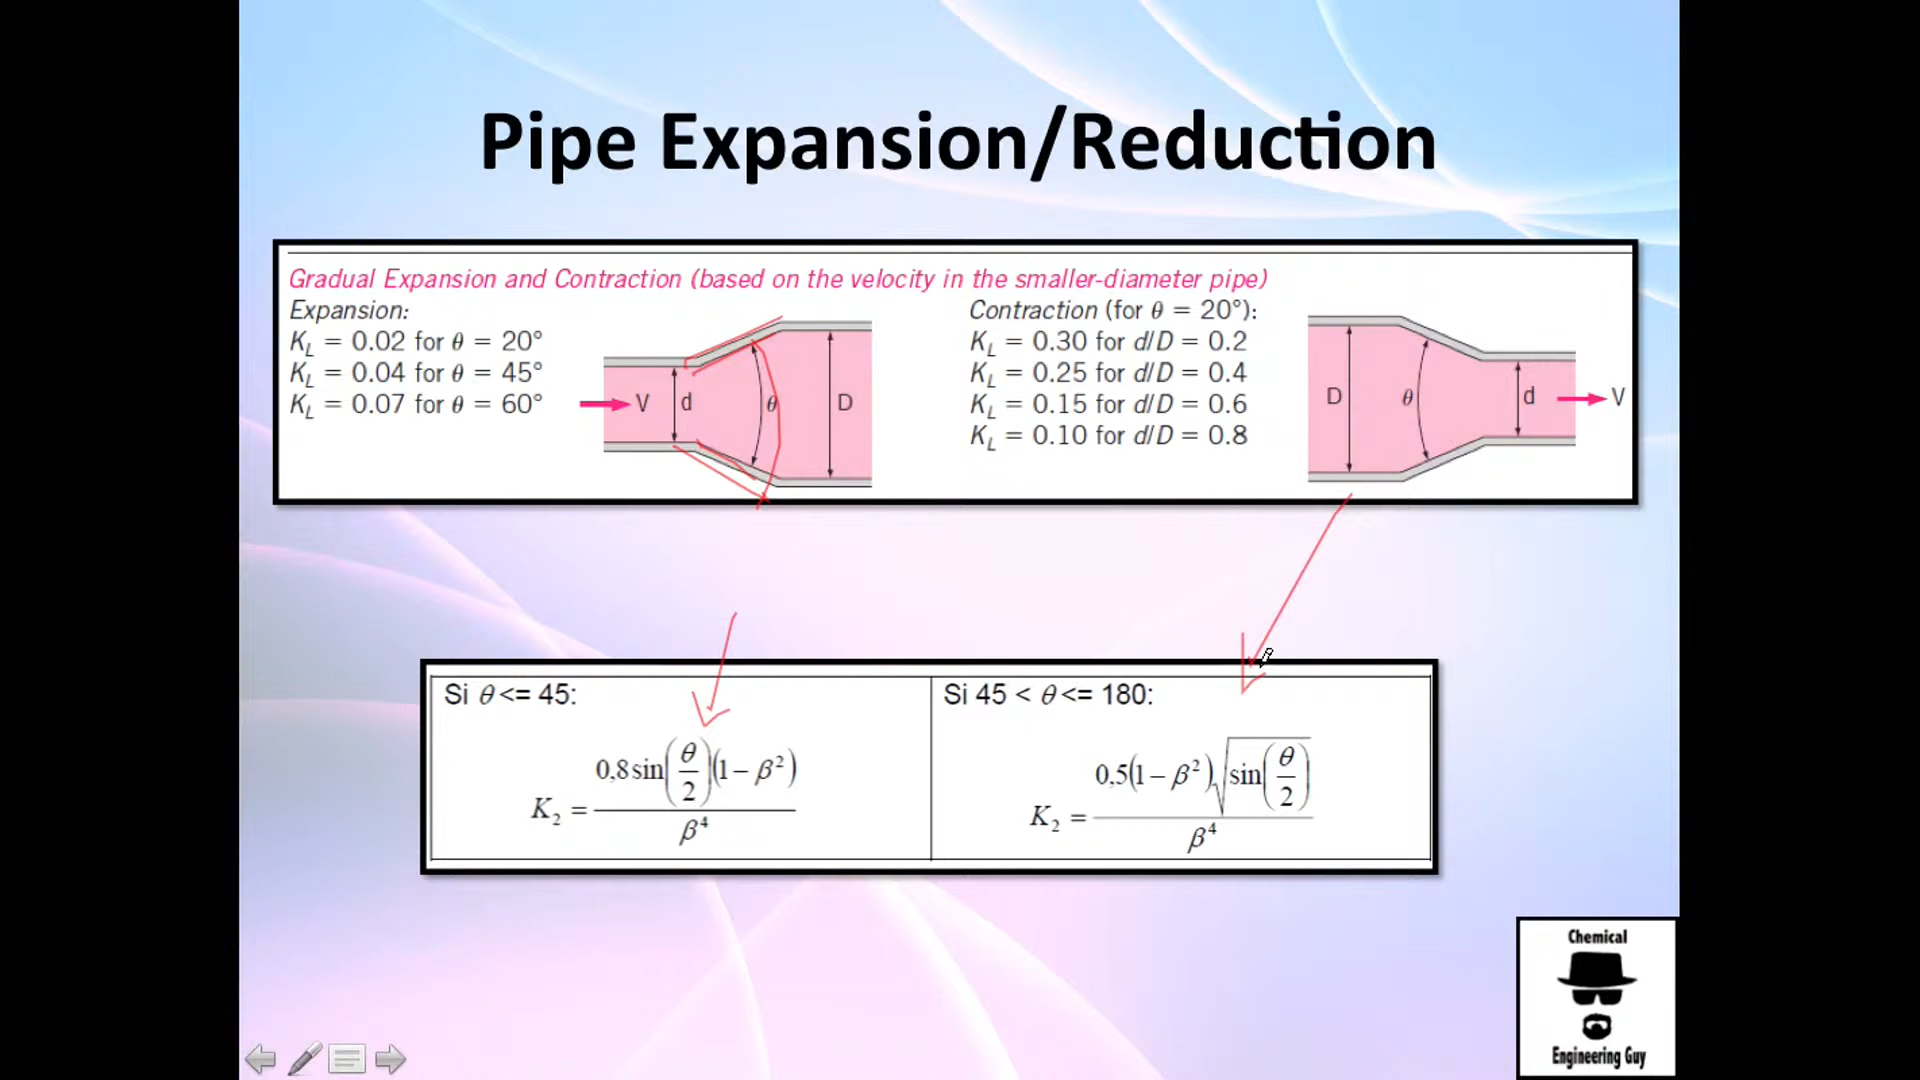 Pipe Expansion/Reduction
Gradual Expansion and Contraction (based on the velocity in the smaller-diameter pipe)
Expansion:
K_L = 0.02 for θ = 20°
K_L = 0.04 for θ = 45°
K_L = 0.07 for θ = 60°
V d θ D
Contraction (for θ = 20°):
K_L = 0.30 for d/D = 0.2
K_L = 0.25 for d/D = 0.4
K_L = 0.15 for d/D = 0.6
K_L = 0.10 for d/D = 0.8
D θ d V
Si θ <= 45:
K₂ = 0,8 sin(θ/2)(1 − β²) / β⁴
Si 45 < θ <= 180:
K₂ = 0,5(1 − β²)√sin(θ/2) / β⁴
Chemical
Engineering Guy